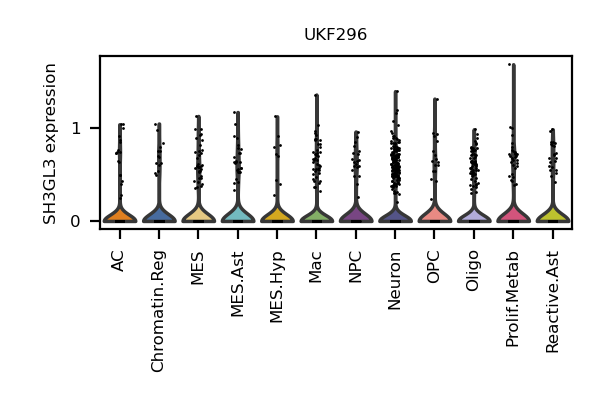 UKF296
SH3GL3 expression
1
0
AC
Chromatin.Reg
MES
MES.Ast
MES.Hyp
Mac
NPC
Neuron
OPC
Oligo
Prolif.Metab
Reactive.Ast